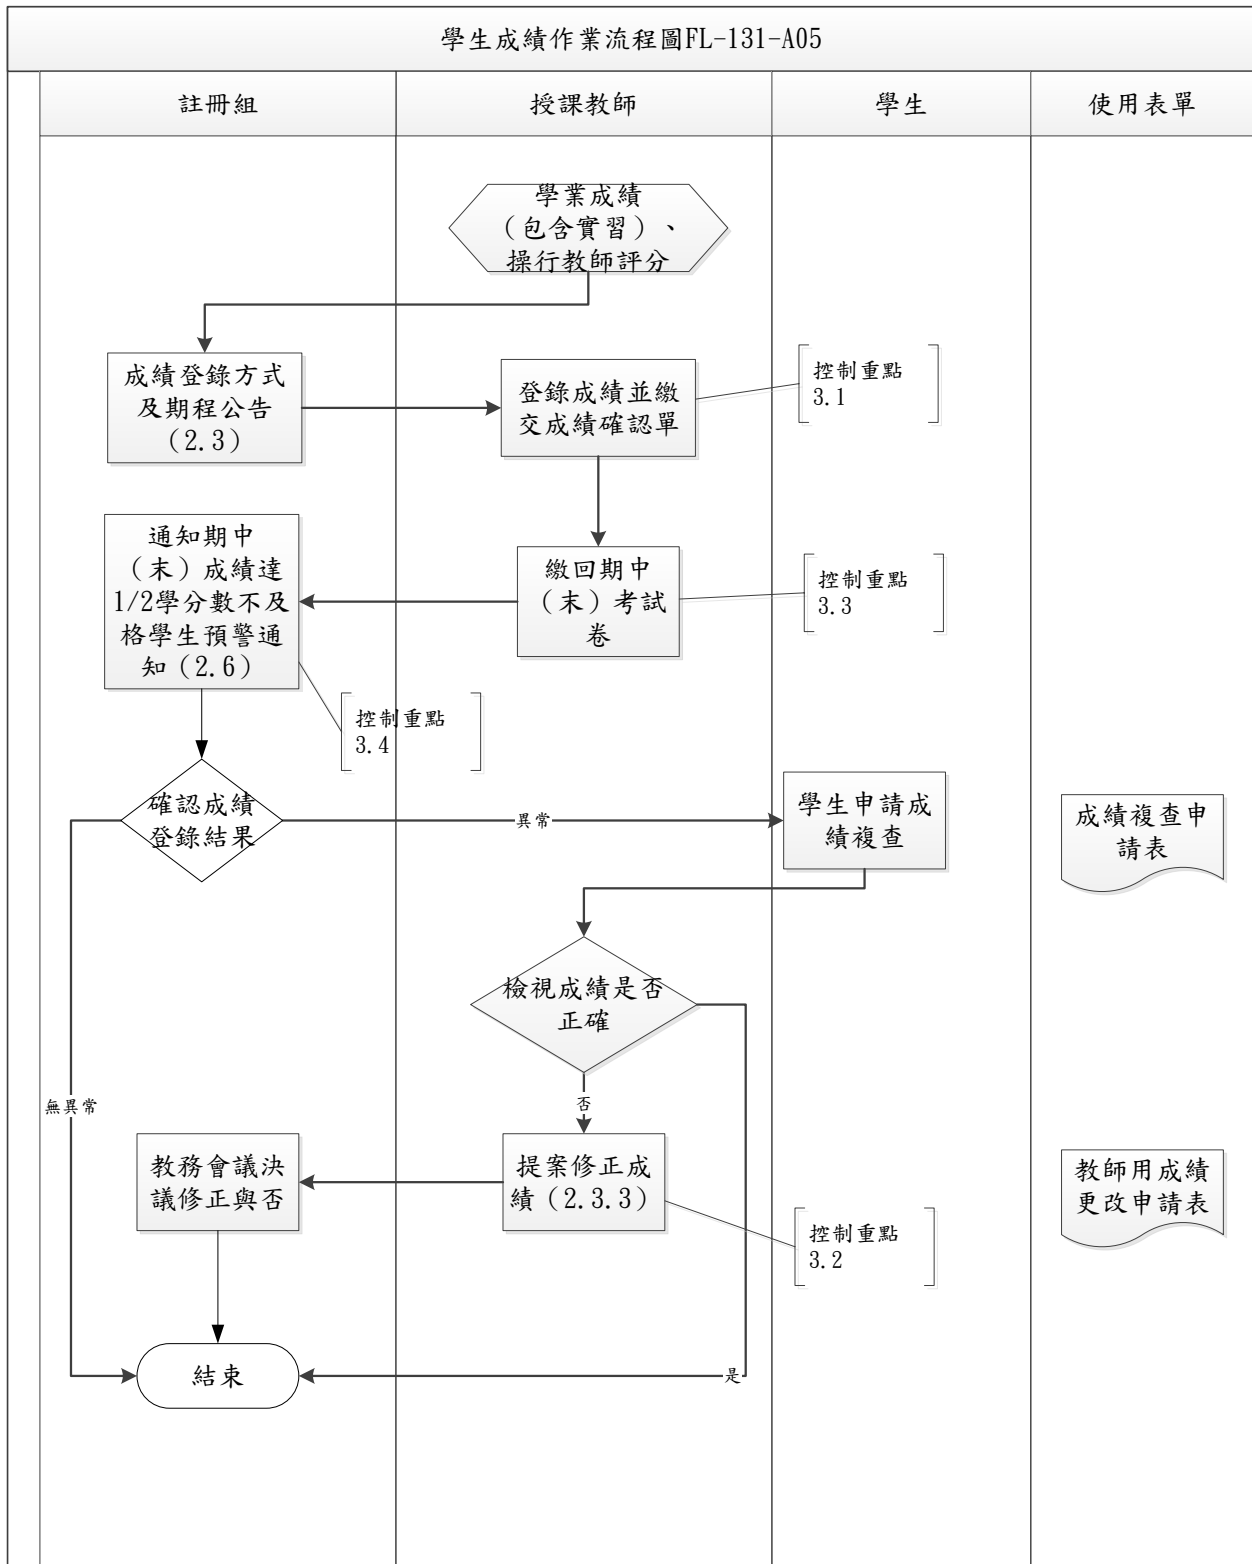 學生成績作業流程圖FL-131-A05
註冊組
授課教師
學生
使用表單
學業成績
（包含實習）、
操行教師評分
成績登錄方式
及期程公告
（2.3）
登錄成績並繳
交成績確認單
控制重點
3.1
通知期中
（末）成績達
1/2學分數不及
格學生預警通
知（2.6）
繳回期中
（末）考試
卷
控制重點
3.3
控制重點
3.4
確認成績
登錄結果
異常
學生申請成
績複查
成績複查申
請表
檢視成績是否
正確
無異常
否
教務會議決
議修正與否
提案修正成
績（2.3.3）
教師用成績
更改申請表
控制重點
3.2
結束
是